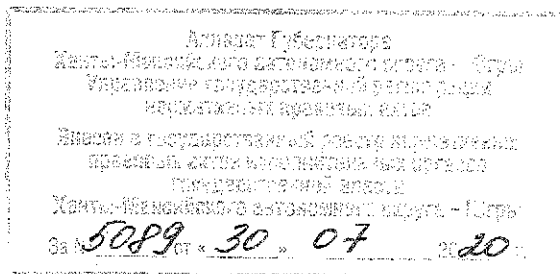 Аппарат Губернатора
Ханты-Мансийского автономного округа – Югры
Управление государственной регистрации
нормативных правовых актов
Внесен в государственный реестр нормативных
правовых актов исполнительных органов
государственной власти
Ханты-Мансийского автономного округа – Югры
За № 5089 от « 30 » 07 2020 г.